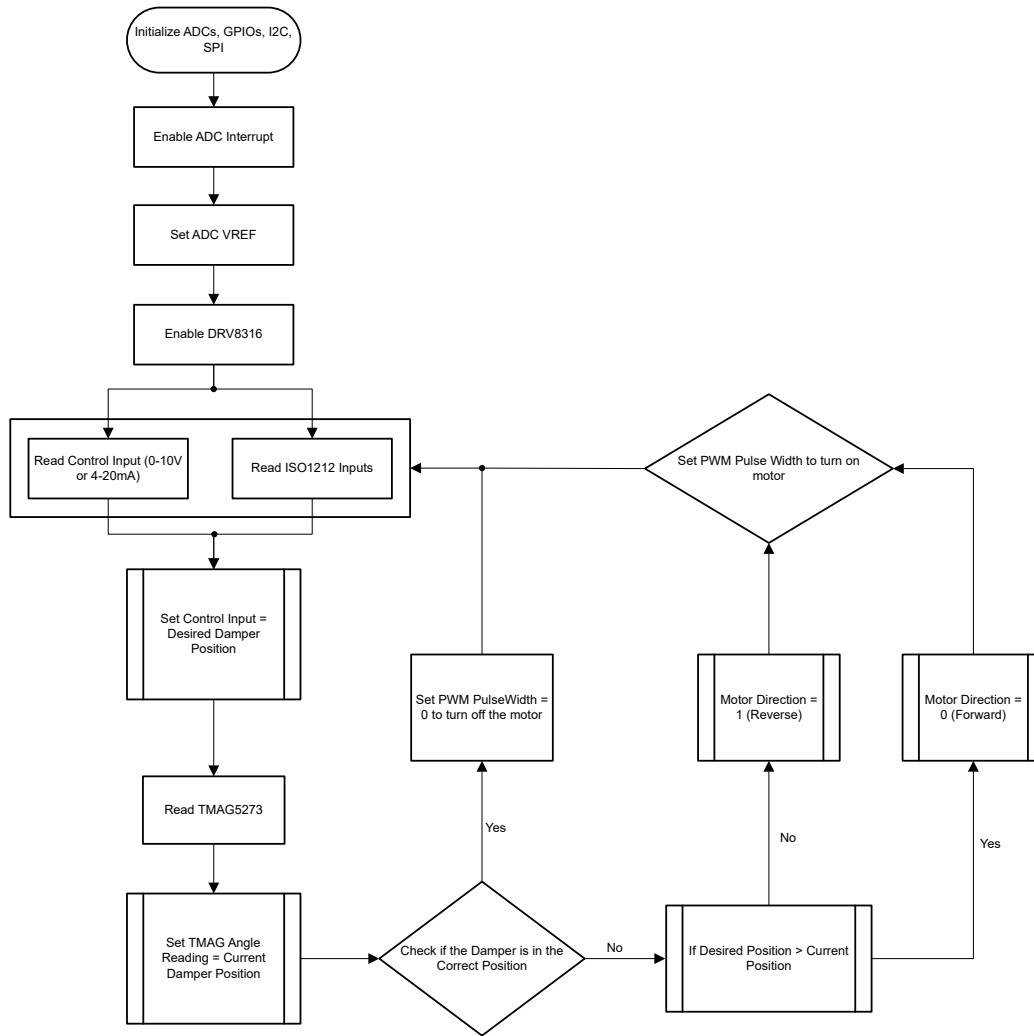 Initialize ADCs, GPIOs, I2C,
SPI
Enable ADC Interrupt
Set ADC VREF
Enable DRV8316
Read Control Input (0-10V
or 4-20mA)
Read ISO1212 Inputs
Set PWM Pulse Width to turn on
motor
Set Control Input =
Desired Damper
Position
Set PWM PulseWidth =
0 to turn off the motor
Motor Direction =
1 (Reverse)
Motor Direction =
0 (Forward)
Read TMAG5273
Yes
No
Yes
Set TMAG Angle
Reading = Current
Damper Position
Check if the Damper is in the
Correct Position
No
If Desired Position > Current
Position